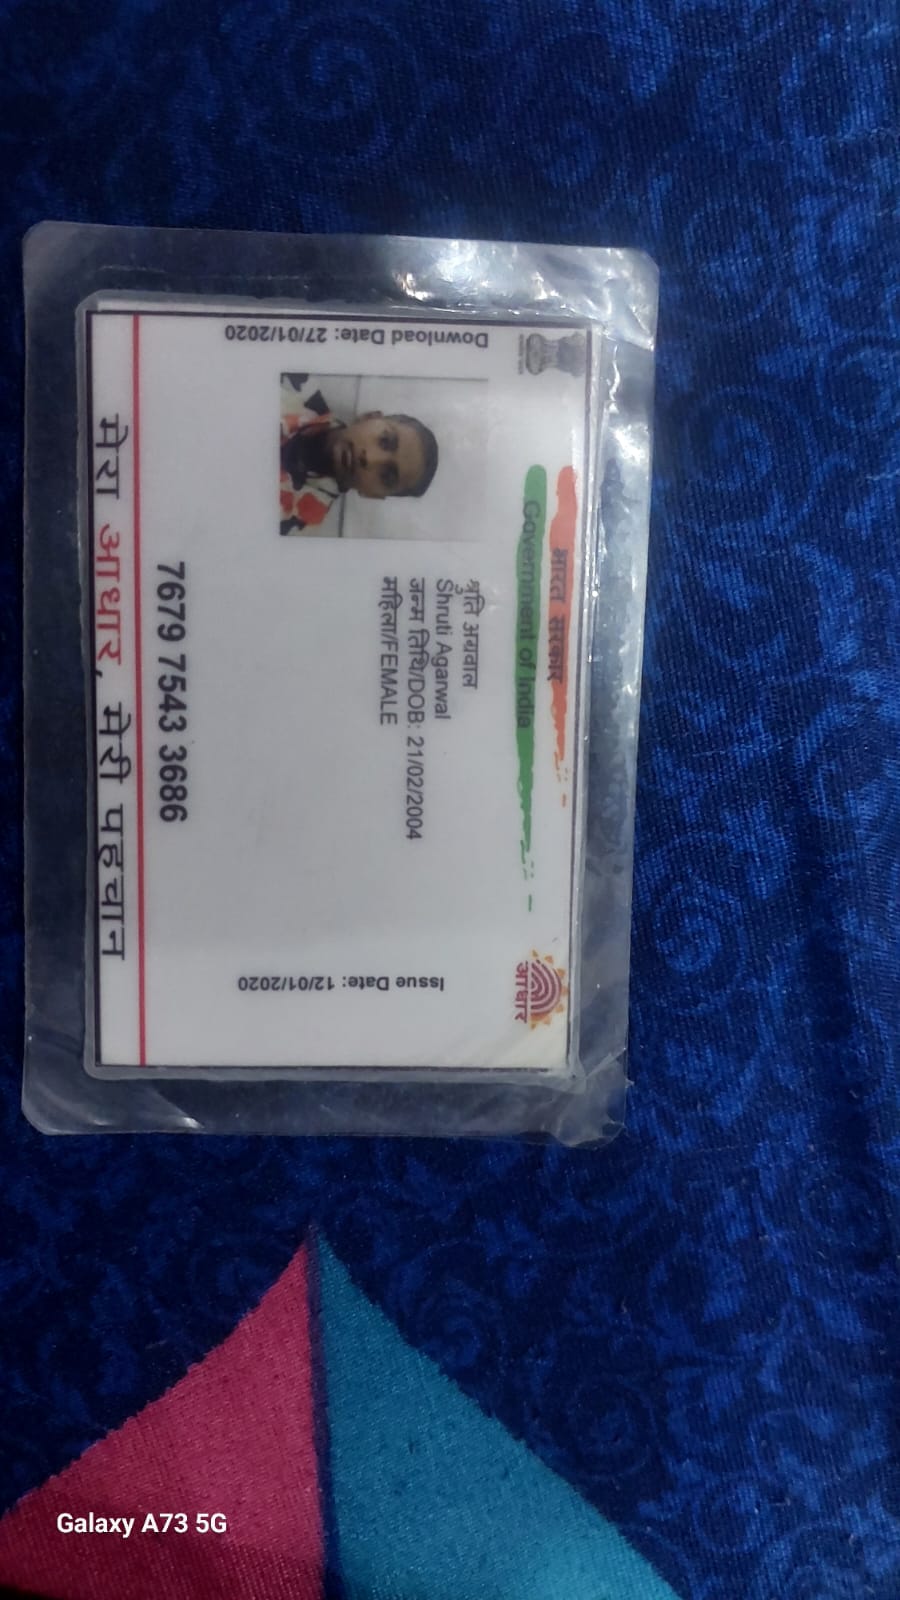 भारत सरकार
Government of India
आधार
Download Date: 27/01/2020
श्रुति अग्रवाल
Shruti Agarwal
जन्म तिथि/DOB: 21/02/2004
महिला/FEMALE
Issue Date: 12/01/2020
7679 7543 3686
मेरा आधार, मेरी पहचान
Galaxy A73 5G